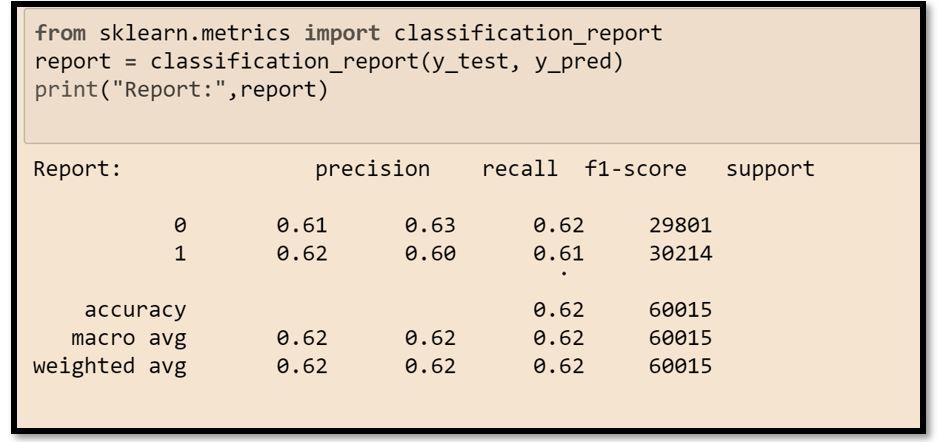 from sklearn.metrics import classification_report
report = classification_report(y_test, y_pred)
print("Report:",report)
Report: precision recall f1-score support
0 0.61 0.63 0.62 29801
1 0.62 0.60 0.61 30214
accuracy 0.62 60015
macro avg 0.62 0.62 0.62 60015
weighted avg 0.62 0.62 0.62 60015